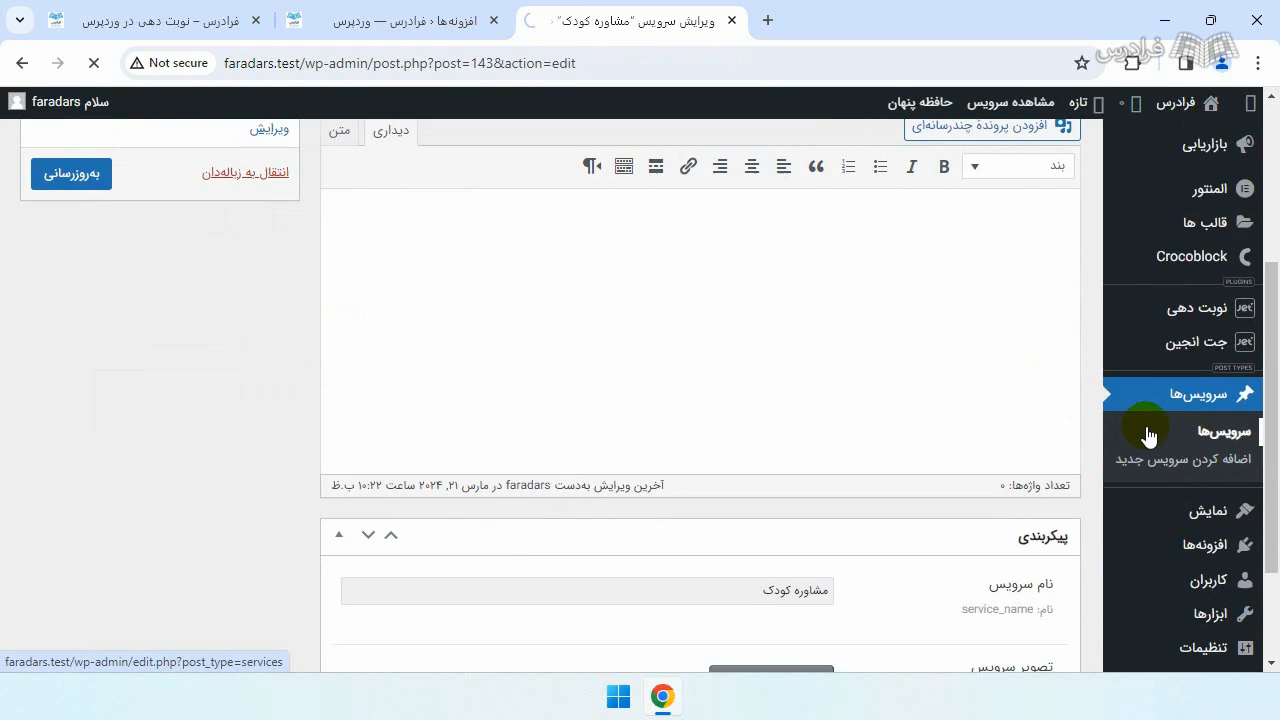 فرادرس – نوبت دهی در وردپرس
افزونه‌ها ‹ فرادرس — وردپرس
ویرایش سرویس “مشاوره کودک” ‹
Not secure
faradars.test/wp-admin/post.php?post=143&action=edit
فرادرس
فرادرس
۰
تازه
مشاهده سرویس
حافظه پنهان
سلام faradars
بازاریابی
المنتور
قالب ها
Crocoblock
PLUGINS
نوبت دهی
جت انجین
POST TYPES
سرویس‌ها
سرویس‌ها
اضافه کردن سرویس جدید
نمایش
افزونه‌ها
کاربران
ابزارها
تنظیمات
افزودن پروندهٔ چندرسانه‌ای
دیداری
متن
بند
B I
تعداد واژه‌ها: ۰
آخرین ویرایش به‌دست faradars در مارس ۲۱, ۲۰۲۴ ساعت ۱۰:۲۲ ب.ظ
پیکربندی
نام سرویس
نام: service_name
مشاوره کودک
تصویر سرویس
ویرایش
انتقال به زباله‌دان
به‌روزرسانی
faradars.test/wp-admin/edit.php?post_type=services